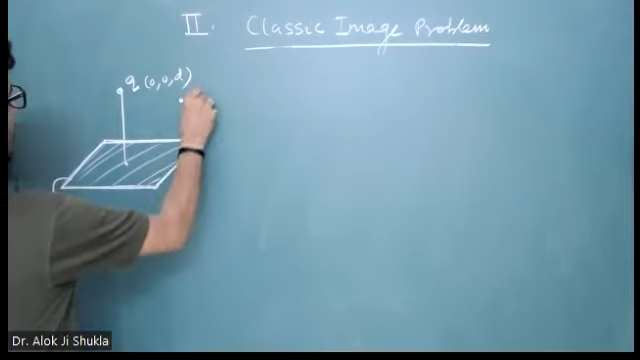 II. Classic Image Problem
q (0,0,d)
Dr. Alok Ji Shukla